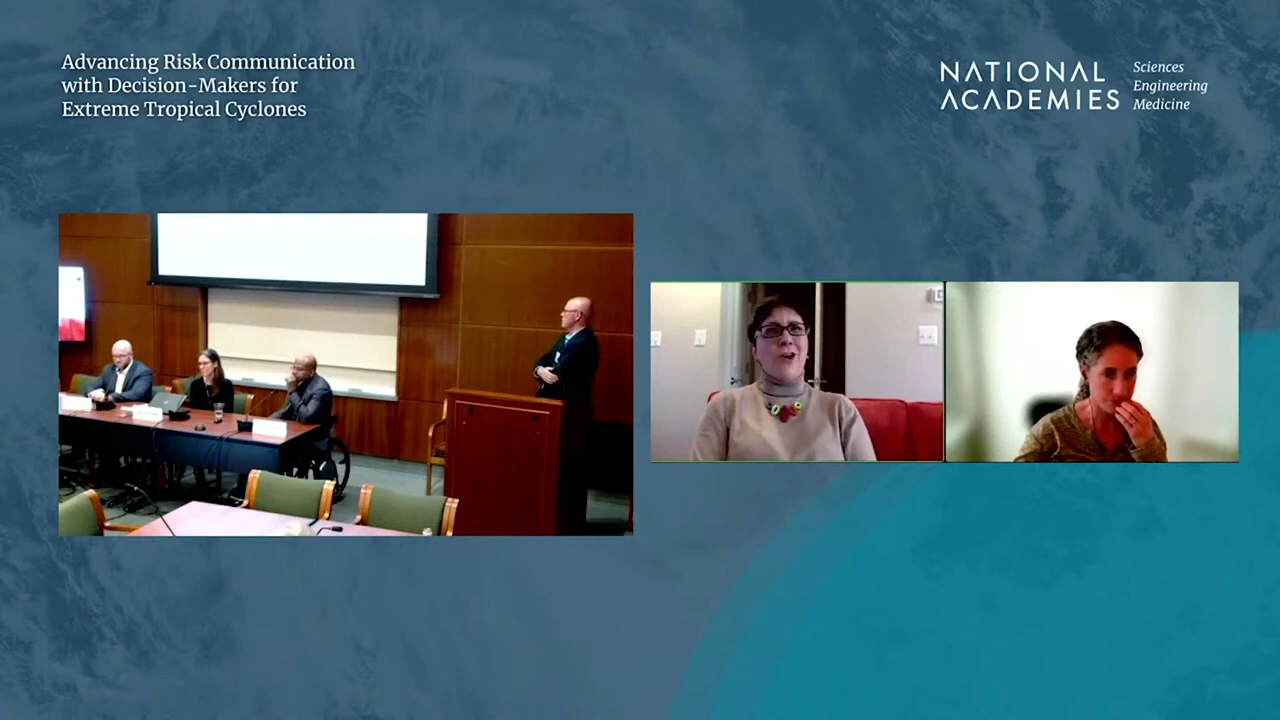 Advancing Risk Communication
with Decision-Makers for
Extreme Tropical Cyclones
NATIONAL
ACADEMIES
Sciences
Engineering
Medicine